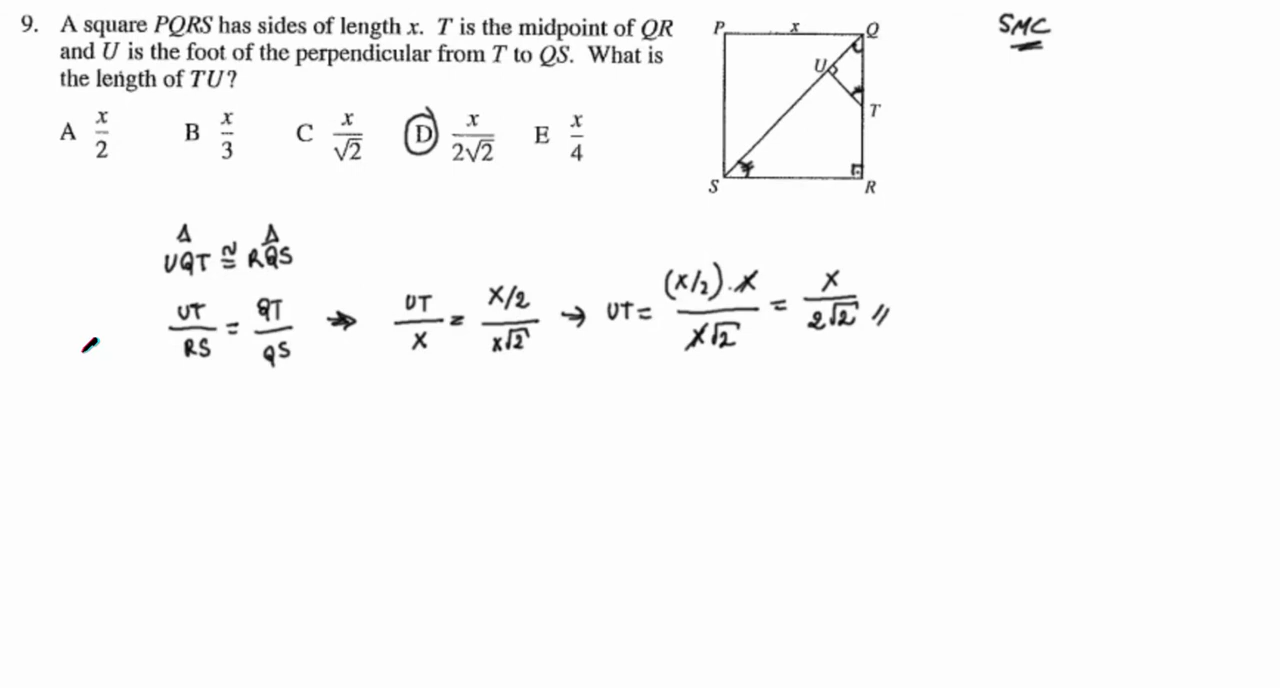 9. A square PQRS has sides of length x. T is the midpoint of QR
and U is the foot of the perpendicular from T to QS. What is
the length of TU?
A x/2 B x/3 C x/√2 D x/2√2 E x/4
P x Q
U
T
S R
SMC
UQT ≅ RQS
UT/RS = QT/QS → UT/x = x/2/x√2 → UT = (x/2).x/x√2 = x/2√2 //